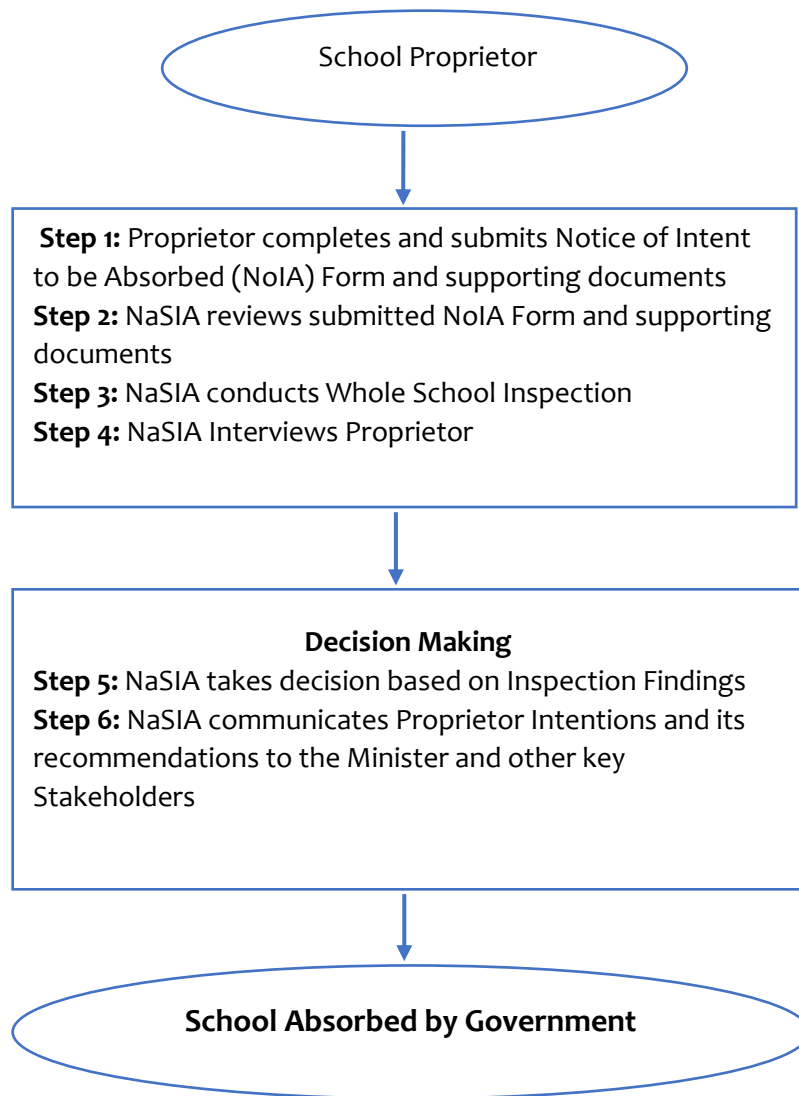 School Proprietor
Step 1: Proprietor completes and submits Notice of Intent
to be Absorbed (NoIA) Form and supporting documents
Step 2: NaSIA reviews submitted NoIA Form and supporting
documents
Step 3: NaSIA conducts Whole School Inspection
Step 4: NaSIA Interviews Proprietor
Decision Making
Step 5: NaSIA takes decision based on Inspection Findings
Step 6: NaSIA communicates Proprietor Intentions and its
recommendations to the Minister and other key
Stakeholders
School Absorbed by Government